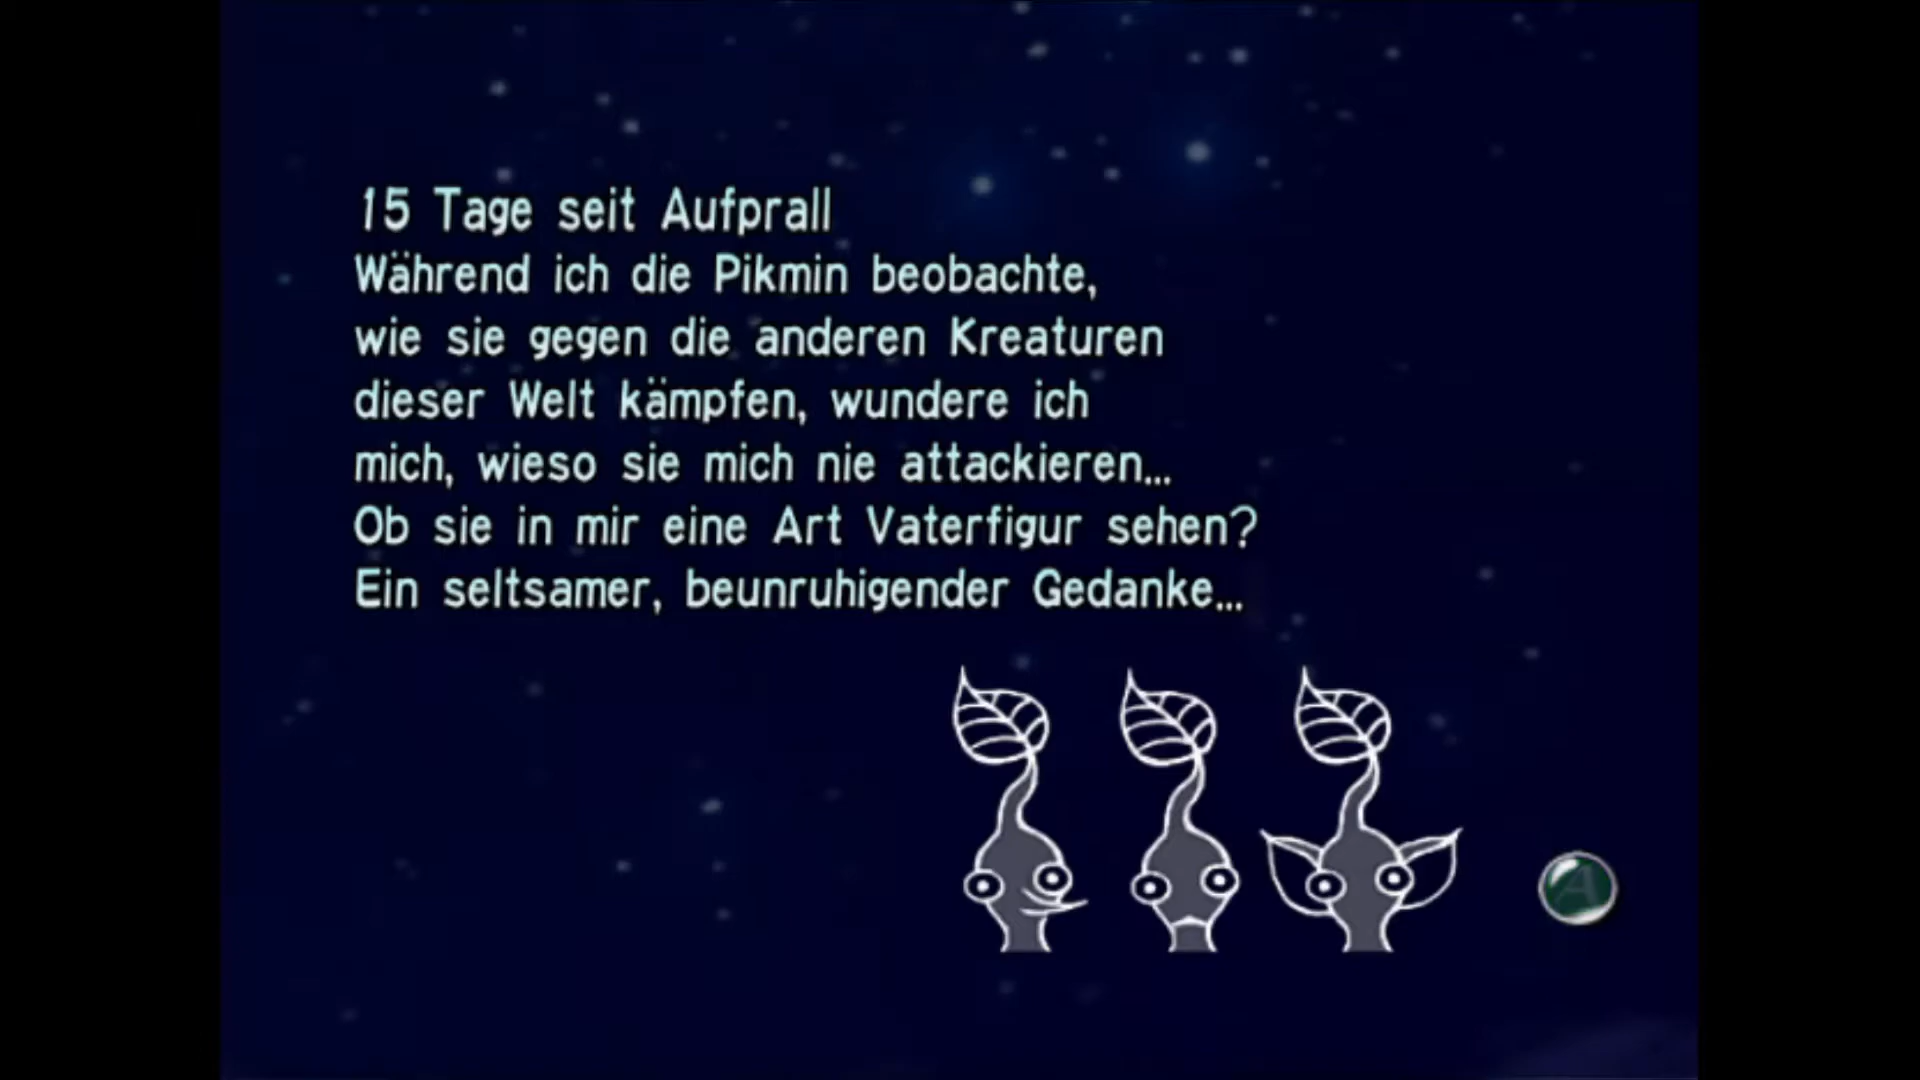 15 Tage seit Aufprall
Während ich die Pikmin beobachte,
wie sie gegen die anderen Kreaturen
dieser Welt kämpfen, wundere ich
mich, wieso sie mich nie attackieren...
Ob sie in mir eine Art Vaterfigur sehen?
Ein seltsamer, beunruhigender Gedanke...
A